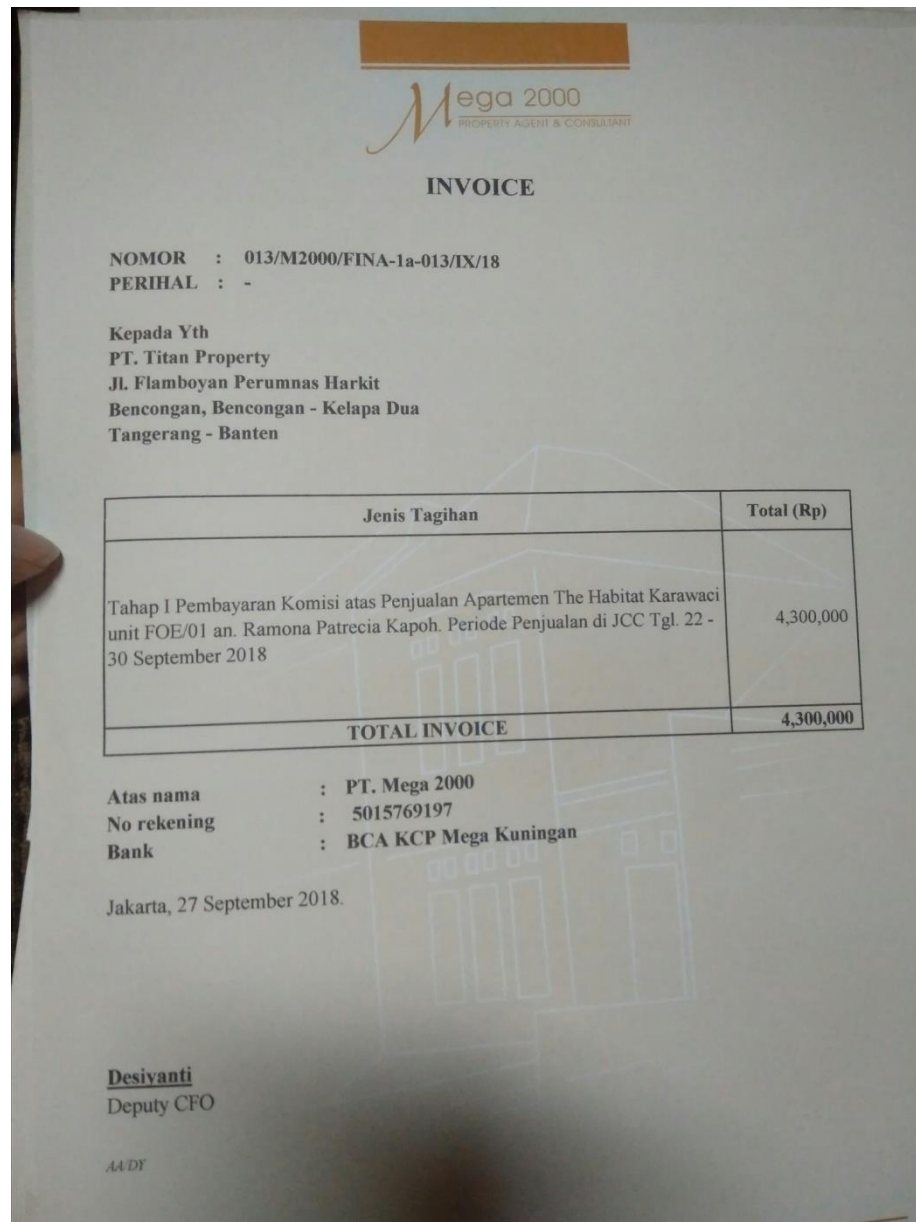 Mega 2000
PROPERTY AGENT & CONSULTANT
INVOICE
NOMOR : 013/M2000/FINA-1a-013/IX/18
PERIHAL : -
Kepada Yth
PT. Titan Property
Jl. Flamboyan Perumnas Harkit
Bencongan, Bencongan - Kelapa Dua
Tangerang - Banten
Jenis Tagihan Total (Rp)
Tahap I Pembayaran Komisi atas Penjualan Apartemen The Habitat Karawaci
unit FOE/01 an. Ramona Patrecia Kapoh. Periode Penjualan di JCC Tgl. 22 - 4,300,000
30 September 2018
TOTAL INVOICE 4,300,000
Atas nama : PT. Mega 2000
No rekening : 5015769197
Bank : BCA KCP Mega Kuningan
Jakarta, 27 September 2018.
Desiyanti
Deputy CFO
AA/DY